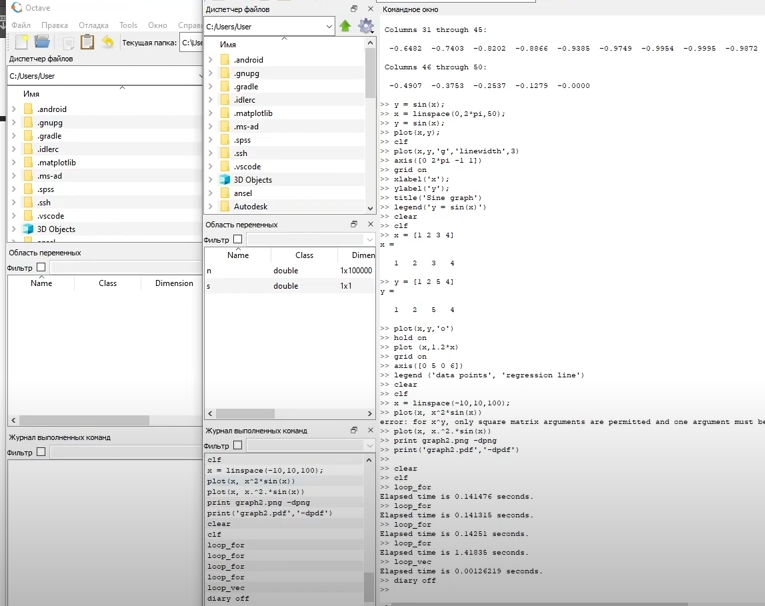 Octave
Файл Правка Отладка Tools Окно Справ
Текущая папка: C:\Us
Диспетчер файлов
C:/Users/User
Имя
.android
.gnupg
.gradle
.idlerc
.matplotlib
.ms-ad
.spss
.ssh
.vscode
3D Objects
Область переменных
Фильтр
Name Class Dimension
Журнал выполненных команд
Фильтр
Диспетчер файлов
C:/Users/User
Имя
.android
.gnupg
.gradle
.idlerc
.matplotlib
.ms-ad
.spss
.ssh
.vscode
3D Objects
ansel
Autodesk
Область переменных
Фильтр
Name Class Dimen
n double 1x100000
s double 1x1
Журнал выполненных команд
Фильтр
clf
x = linspace(-10,10,100);
plot(x, x^2*sin(x))
plot(x, x.^2.*sin(x))
print graph2.png -dpng
print('graph2.pdf','-dpdf')
clear
clf
loop_for
loop_for
loop_for
loop_for
loop_vec
diary off
Командное окно
Columns 31 through 45:
-0.6482 -0.7403 -0.8202 -0.8866 -0.9385 -0.9749 -0.9954 -0.9995 -0.9872
Columns 46 through 50:
-0.4907 -0.3753 -0.2537 -0.1279 -0.0000
>> y = sin(x);
>> x = linspace(0,2*pi,50);
>> y = sin(x);
>> plot(x,y);
>> clf
>> plot(x,y,'g','linewidth',3)
>> axis([0 2*pi -1 1])
>> grid on
>> xlabel('x');
>> ylabel('y');
>> title('Sine graph')
>> legend('y = sin(x)')
>> clear
>> clf
>> x = [1 2 3 4]
x =
1 2 3 4
>> y = [1 2 5 4]
y =
1 2 5 4
>> plot(x,y,'o')
>> hold on
>> plot (x,1.2*x)
>> grid on
>> axis([0 5 0 6])
>> legend ('data points', 'regression line')
>> clear
>> clf
>> x = linspace(-10,10,100);
>> plot(x, x^2*sin(x))
error: for x^y, only square matrix arguments are permitted and one argument must be
>> plot(x, x.^2.*sin(x))
>> print graph2.png -dpng
>> print('graph2.pdf','-dpdf')
>>
>> clear
>> clf
>> loop_for
Elapsed time is 0.141476 seconds.
>> loop_for
Elapsed time is 0.141315 seconds.
>> loop_for
Elapsed time is 0.14251 seconds.
>> loop_for
Elapsed time is 1.41835 seconds.
>> loop_vec
Elapsed time is 0.00126219 seconds.
>> diary off
>>